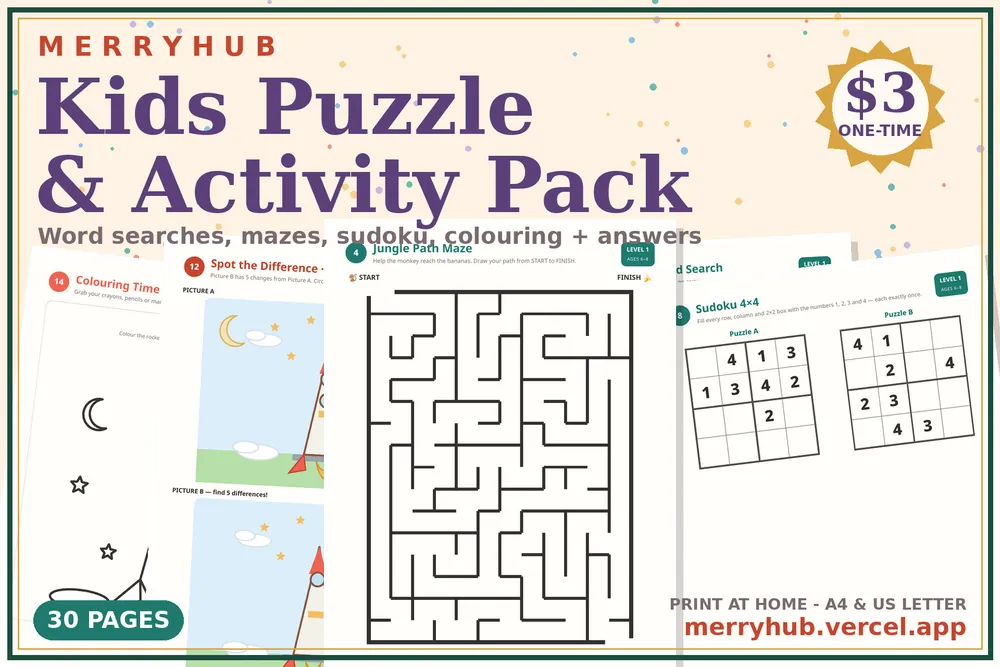 MERRYHUB
Kids Puzzle
& Activity Pack
Word searches, mazes, sudoku, colouring + answers
$3
ONE-TIME
14 Colouring Time
Grab your crayons, pencils or
Colour the
12 Spot the Difference ·
Picture B has 5 changes from Picture A.
PICTURE A
PICTURE B — find 5 differences!
4 Jungle Path Maze
Help the monkey reach the bananas. Draw your path from START to FINISH.
LEVEL 1
AGES 6–8
START
FINISH
d Search
LEVEL 1
8 Sudoku 4×4
Fill every row, column and 2×2 box with the numbers 1, 2, 3 and 4 — each exactly once.
LEVEL 1
AGES 6–8
Puzzle A
4 1 3
1 3 4 2
2
Puzzle B
4 1
2 4
2 3
4 3
30 PAGES
PRINT AT HOME - A4 & US LETTER
merryhub.vercel.app